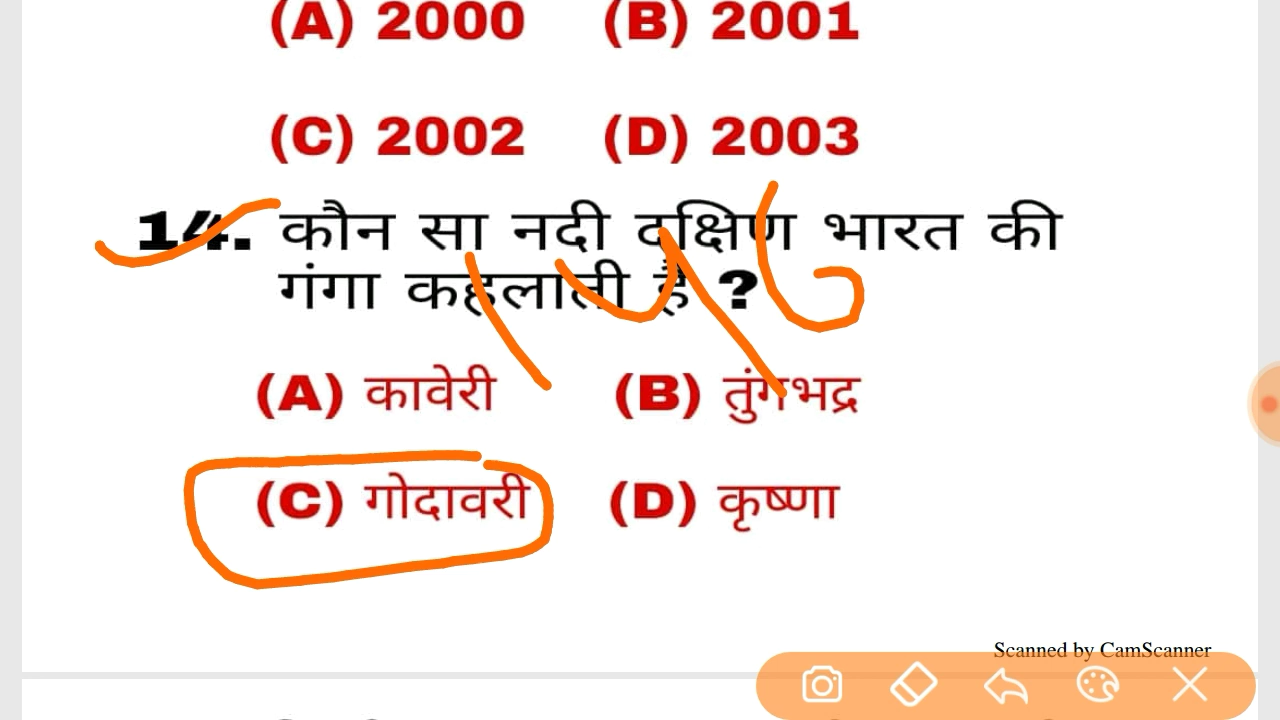 (A) 2000 (B) 2001
(C) 2002 (D) 2003
14. कौन सा नदी दक्षिण भारत की
गंगा कहलाती है ?
(A) कावेरी (B) तुंगभद्र
(C) गोदावरी (D) कृष्णा
Scanned by CamScanner